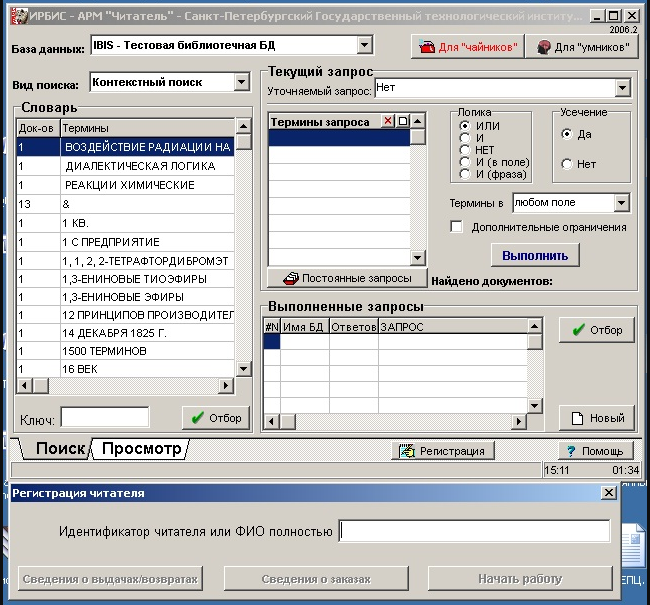 ИРБИС - АРМ "Читатель" - Санкт-Петербургский Государственный технологический институ...
2006.2
База данных: IBIS - Тестовая библиотечная БД
Для "чайников" Для "умников"
Вид поиска: Контекстный поиск
Текущий запрос
Уточняемый запрос: Нет
Словарь
Док-ов Термины
1 ВОЗДЕЙСТВИЕ РАДИАЦИИ НА
1 ДИАЛЕКТИЧЕСКАЯ ЛОГИКА
1 РЕАКЦИИ ХИМИЧЕСКИЕ
13 &
1 1 КВ.
1 1 С ПРЕДПРИЯТИЕ
1 1, 1, 2, 2-ТЕТРАФТОРДИБРОМЭТ
1 1,3-ЕНИНОВЫЕ ТИОЭФИРЫ
1 1,3-ЕНИНОВЫЕ ЭФИРЫ
1 12 ПРИНЦИПОВ ПРОИЗВОДИТЕЛ
1 14 ДЕКАБРЯ 1825 Г.
1 1500 ТЕРМИНОВ
1 16 ВЕК
Ключ: Отбор
Термины запроса
Логика
ИЛИ
И
НЕТ
И (в поле)
И (фраза)
Усечение
Да
Нет
Термины в любом поле
Дополнительные ограничения
Выполнить
Постоянные запросы Найдено документов:
Выполненные запросы
#N Имя БД Ответов ЗАПРОС
Отбор
Новый
Поиск Просмотр Регистрация ? Помощь
15:11 01:34
Регистрация читателя
Идентификатор читателя или ФИО полностью
Сведения о выдачах/возвратах Сведения о заказах Начать работу